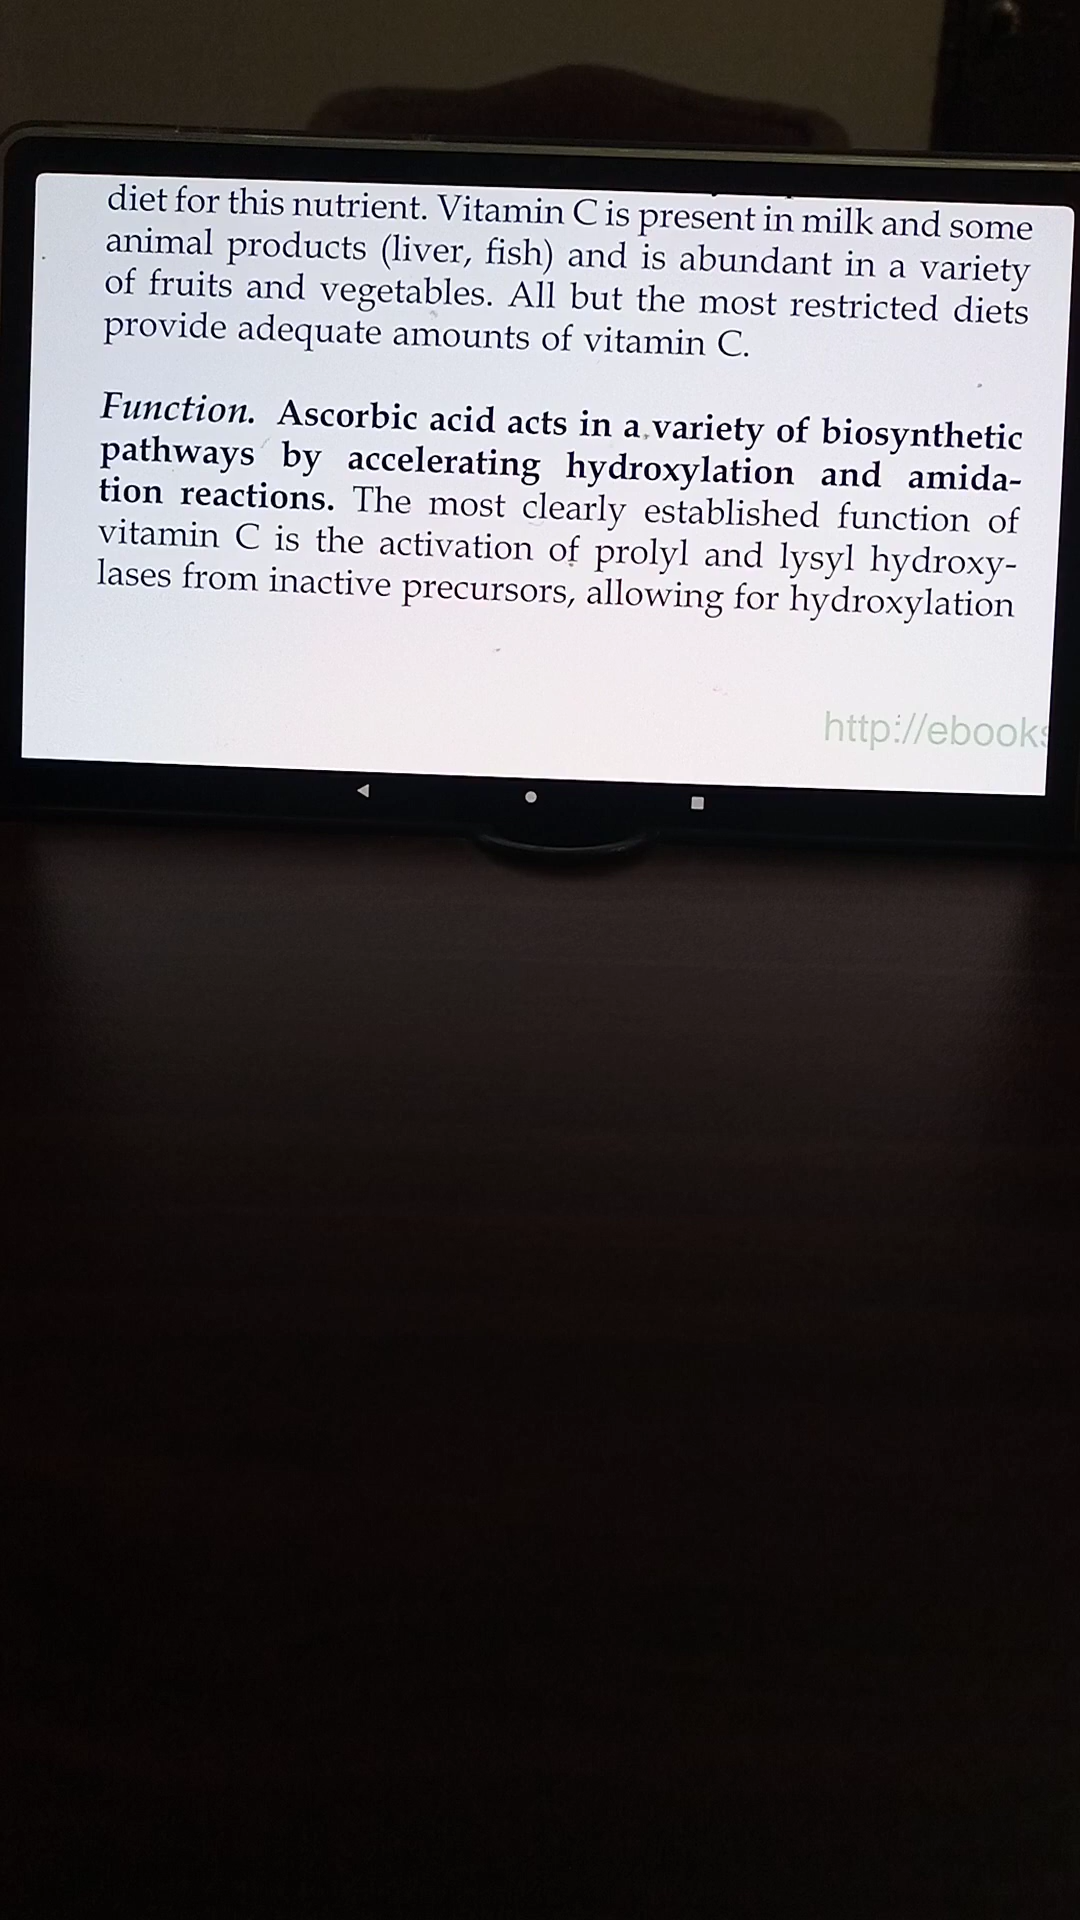 diet for this nutrient. Vitamin C is present in milk and some
animal products (liver, fish) and is abundant in a variety
of fruits and vegetables. All but the most restricted diets
provide adequate amounts of vitamin C.
Function. Ascorbic acid acts in a variety of biosynthetic
pathways by accelerating hydroxylation and amida-
tion reactions. The most clearly established function of
vitamin C is the activation of prolyl and lysyl hydroxy-
lases from inactive precursors, allowing for hydroxylation
http://ebooks